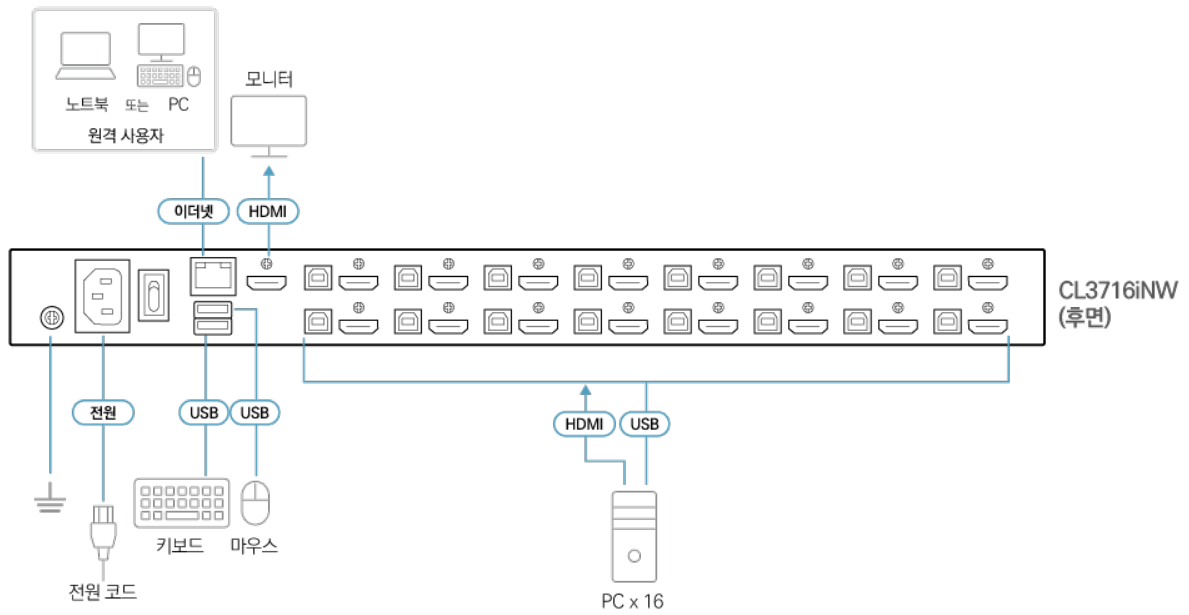 노트북 또는 PC
원격 사용자
모니터
이더넷
HDMI
CL3716iNW
(후면)
전원
USB
USB
HDMI
USB
키보드
마우스
전원 코드
PC x 16